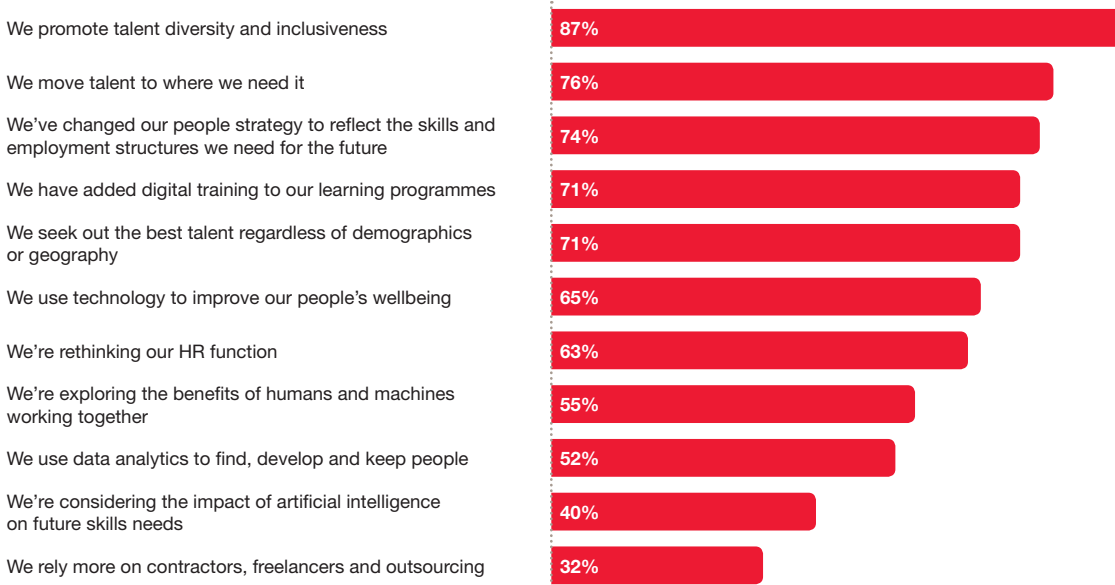 We promote talent diversity and inclusiveness
87%
We move talent to where we need it
76%
We’ve changed our people strategy to reflect the skills and
employment structures we need for the future
74%
We have added digital training to our learning programmes
71%
We seek out the best talent regardless of demographics
or geography
71%
We use technology to improve our people’s wellbeing
65%
We’re rethinking our HR function
63%
We’re exploring the benefits of humans and machines
working together
55%
We use data analytics to find, develop and keep people
52%
We’re considering the impact of artificial intelligence
on future skills needs
40%
We rely more on contractors, freelancers and outsourcing
32%